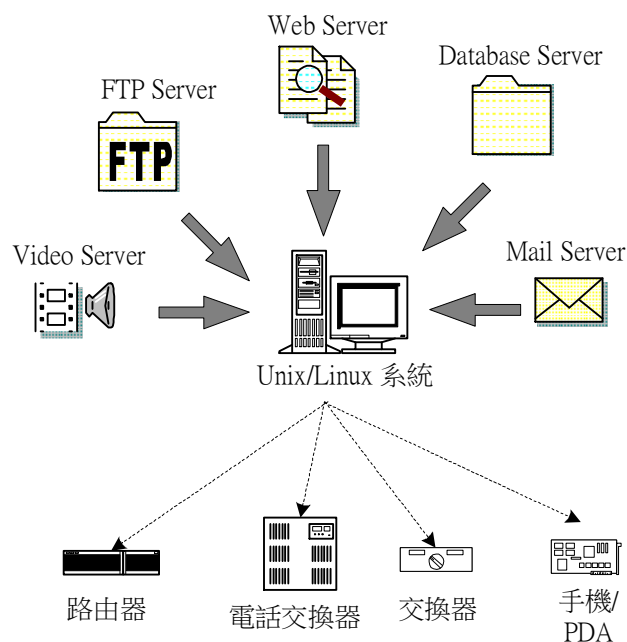 Web Server
Database Server
FTP Server
FTP
Video Server
Mail Server
Unix/Linux 系統
路由器
電話交換器
交換器
手機/
PDA